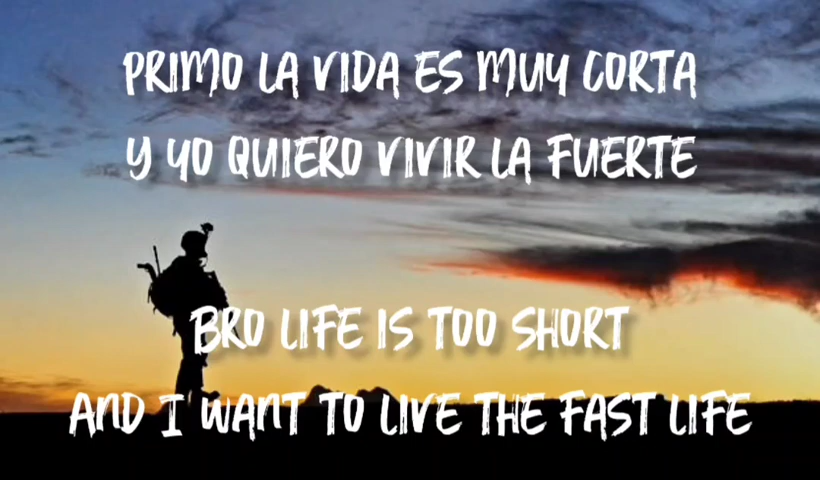 PRIMO LA VIDA ES MUY CORTA
Y YO QUIERO VIVIR LA FUERTE
BRO LIFE IS TOO SHORT
AND I WANT TO LIVE THE FAST LIFE